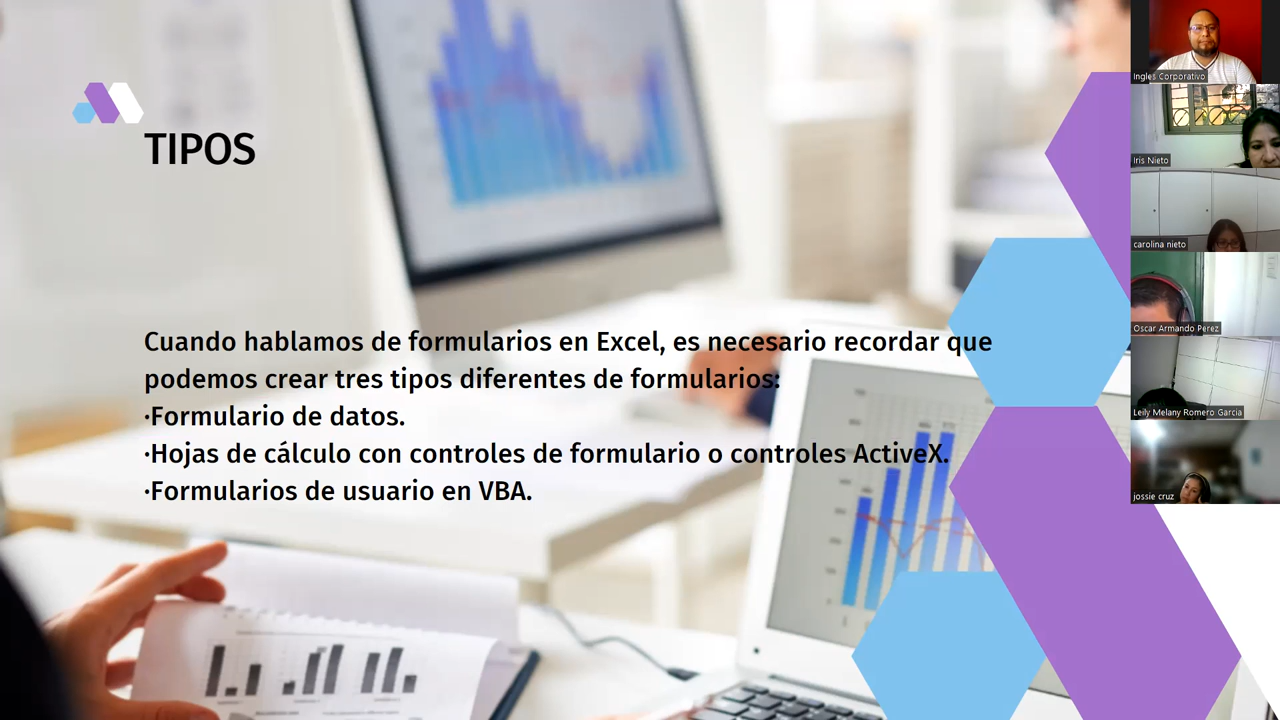 TIPOS
Cuando hablamos de formularios en Excel, es necesario recordar que
podemos crear tres tipos diferentes de formularios:
·Formulario de datos.
·Hojas de cálculo con controles de formulario o controles ActiveX.
·Formularios de usuario en VBA.
Ingles Corporativo
Iris Nieto
carolina nieto
Oscar Armando Perez
Leily Melany Romero Garcia
jossie cruz